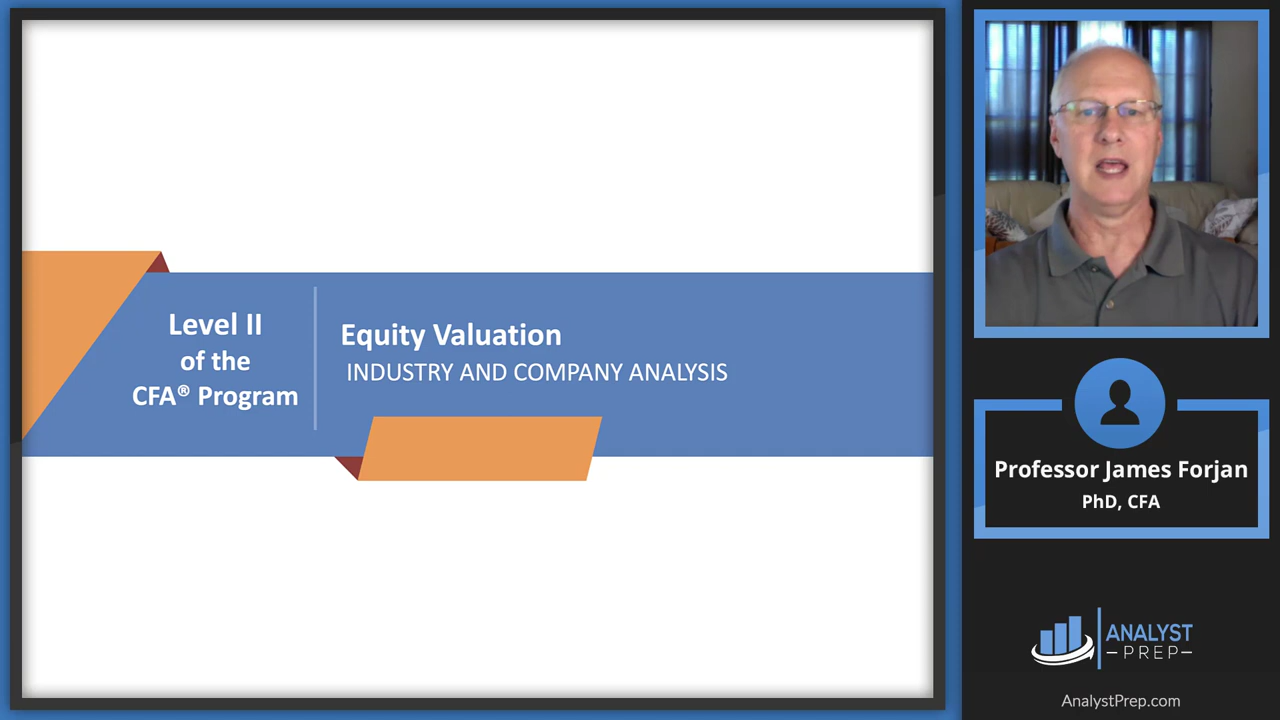 Level II
of the
CFA® Program
Equity Valuation
INDUSTRY AND COMPANY ANALYSIS
Professor James Forjan
PhD, CFA
ANALYST
PREP
AnalystPrep.com